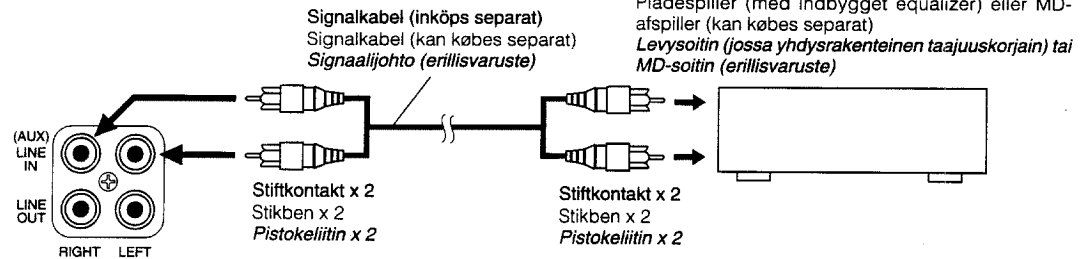 Pladespiller (med indbygget equalizer) eller MD-
afspiller (kan købes separat)
Levysoitin (jossa yhdysrakenteinen taajuuskorjain) tai
MD-soitin (erillisvaruste)
Signalkabel (inköps separat)
Signalkabel (kan købes separat)
Signaalijohto (erillisvaruste)
(AUX)
LINE
IN
LINE
OUT
RIGHT LEFT
Stiftkontakt x 2
Stikben x 2
Pistokeliitin x 2
Stiftkontakt x 2
Stikben x 2
Pistokeliitin x 2